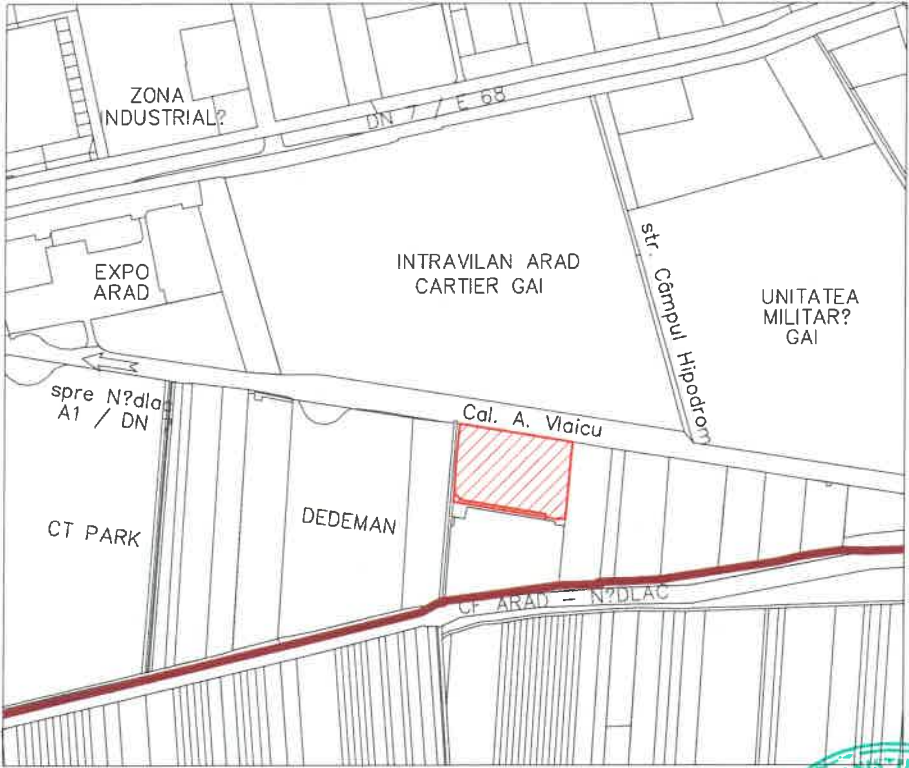 ZONA
INDUSTRIAL?
DN 7 / E 68
EXPO
ARAD
INTRAVILAN ARAD
CARTIER GAI
str. Câmpul Hipodrom
UNITATEA
MILITAR?
GAI
spre N?dlac
A1 / DN
Cal. A. Vlaicu
CT PARK
DEDEMAN
CF ARAD - N?DLAC